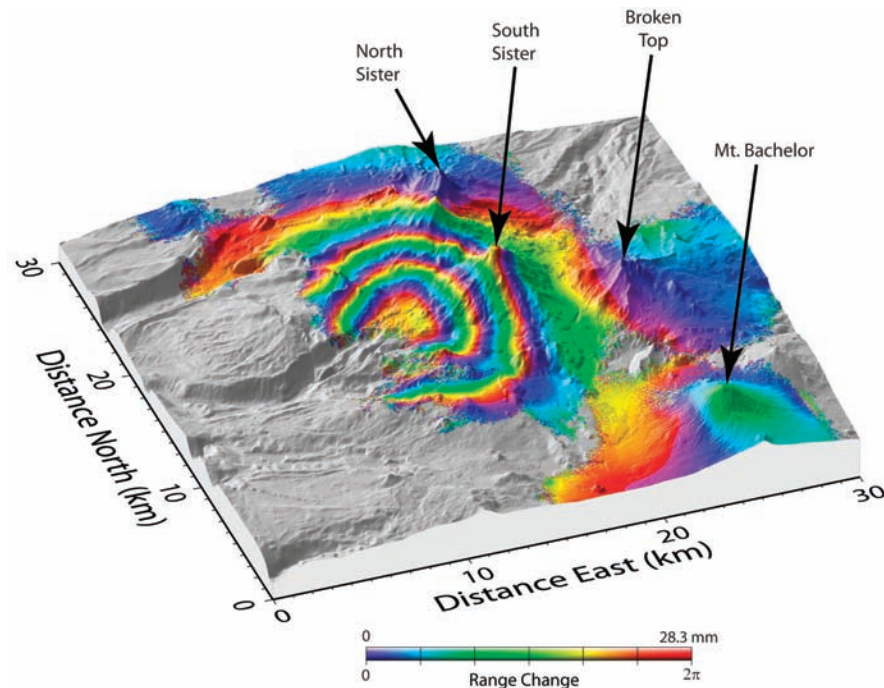 North
Sister
South
Sister
Broken
Top
Mt. Bachelor
30
20
10
0
Distance North (km)
0
10
20
30
Distance East (km)
0
28.3 mm
0
2π
Range Change